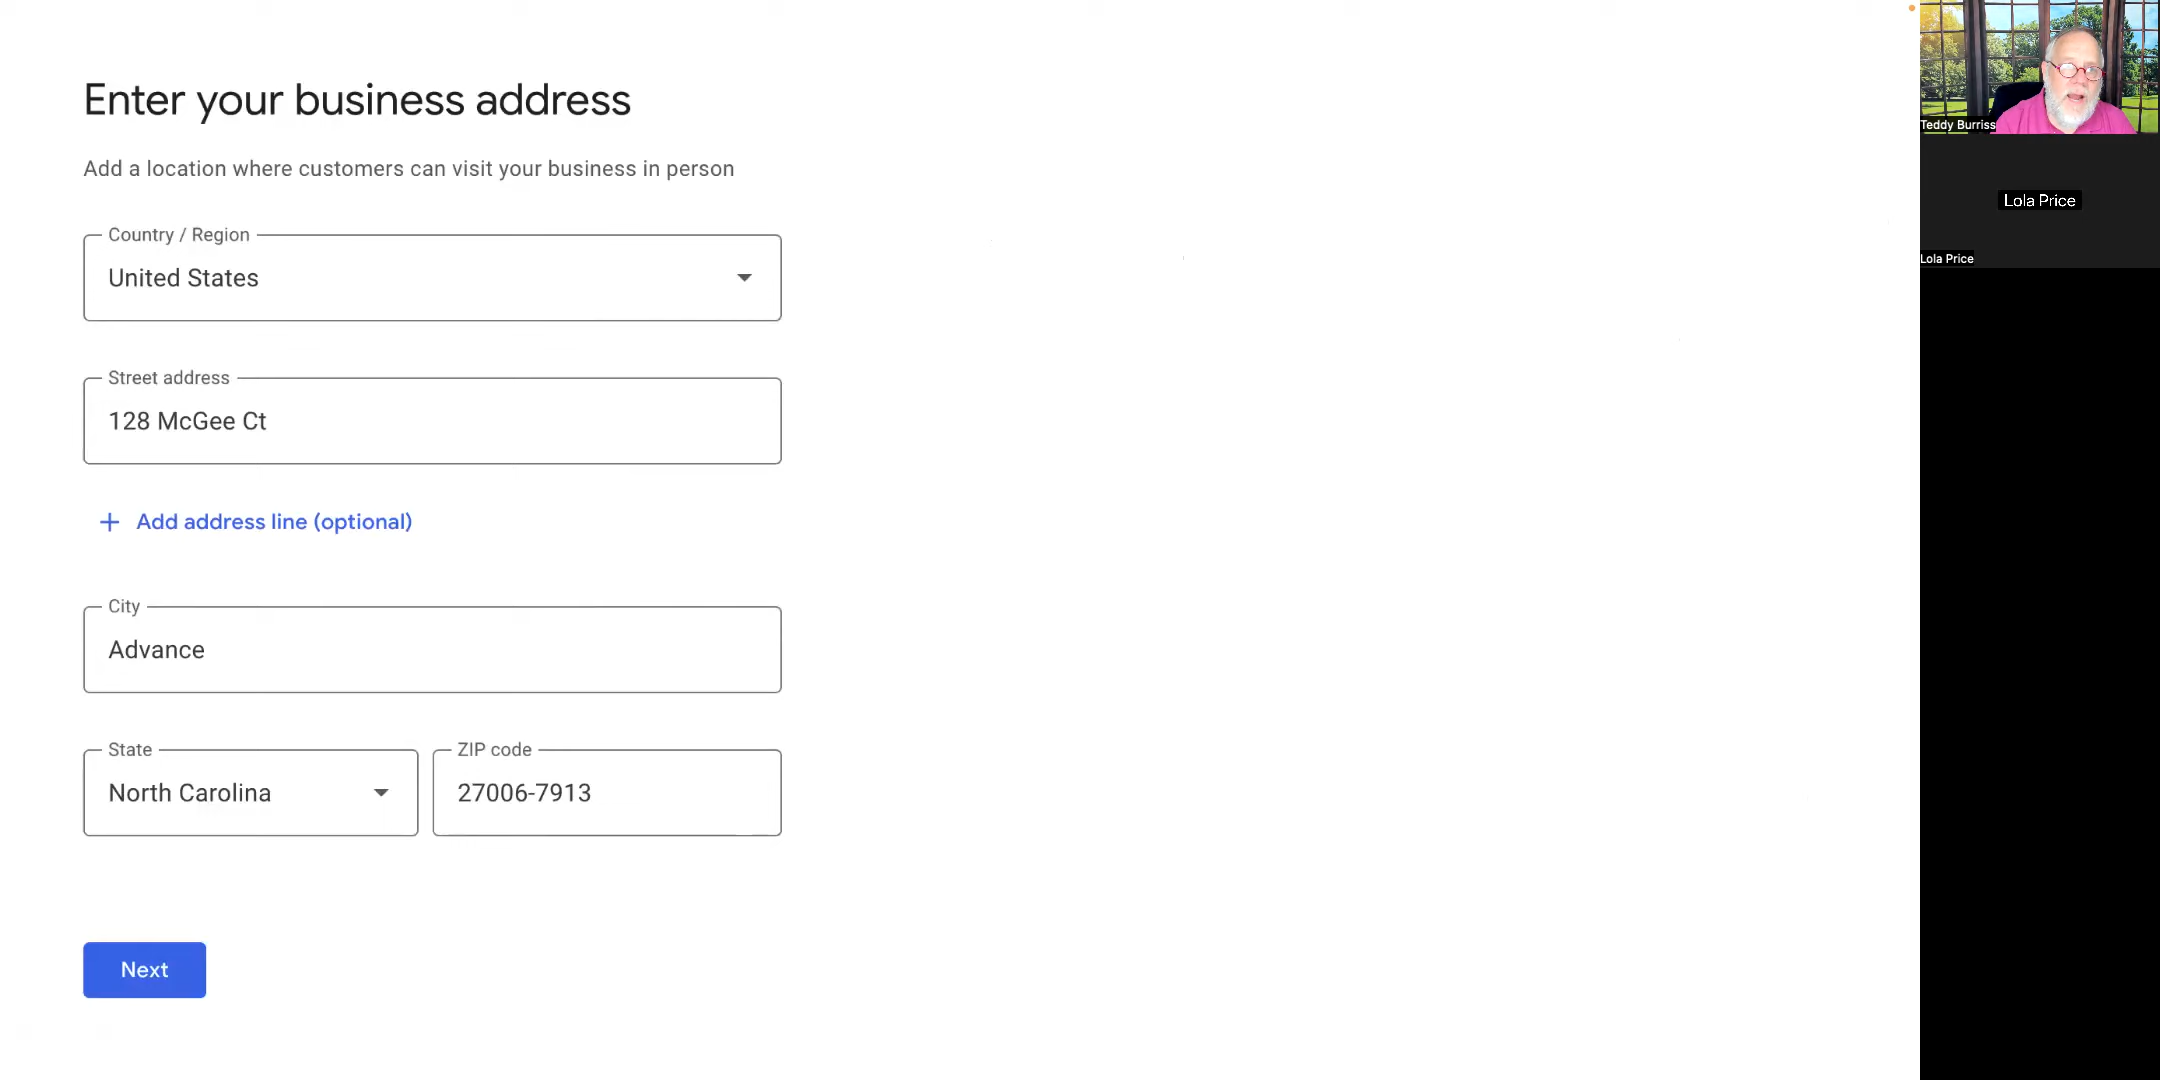 Enter your business address
Add a location where customers can visit your business in person
Country / Region
United States
Street address
128 McGee Ct
+ Add address line (optional)
City
Advance
State
North Carolina
ZIP code
27006-7913
Next
Teddy Burriss
Lola Price
Lola Price